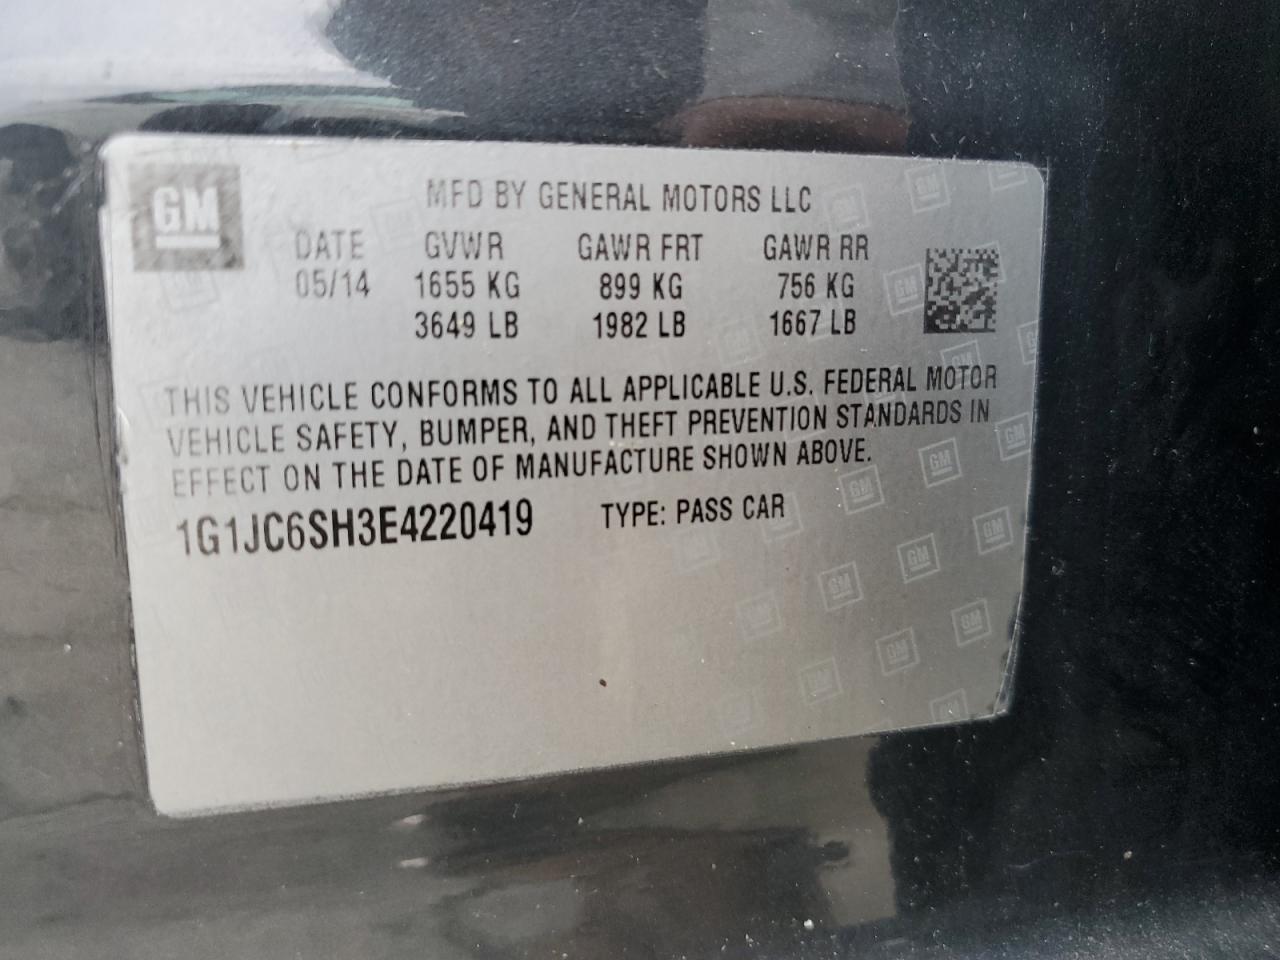 GM
MFD BY GENERAL MOTORS LLC
DATE GVWR GAWR FRT GAWR RR
05/14 1655 KG 899 KG 756 KG
3649 LB 1982 LB 1667 LB
THIS VEHICLE CONFORMS TO ALL APPLICABLE U.S. FEDERAL MOTOR
VEHICLE SAFETY, BUMPER, AND THEFT PREVENTION STANDARDS IN
EFFECT ON THE DATE OF MANUFACTURE SHOWN ABOVE.
1G1JC6SH3E4220419 TYPE: PASS CAR